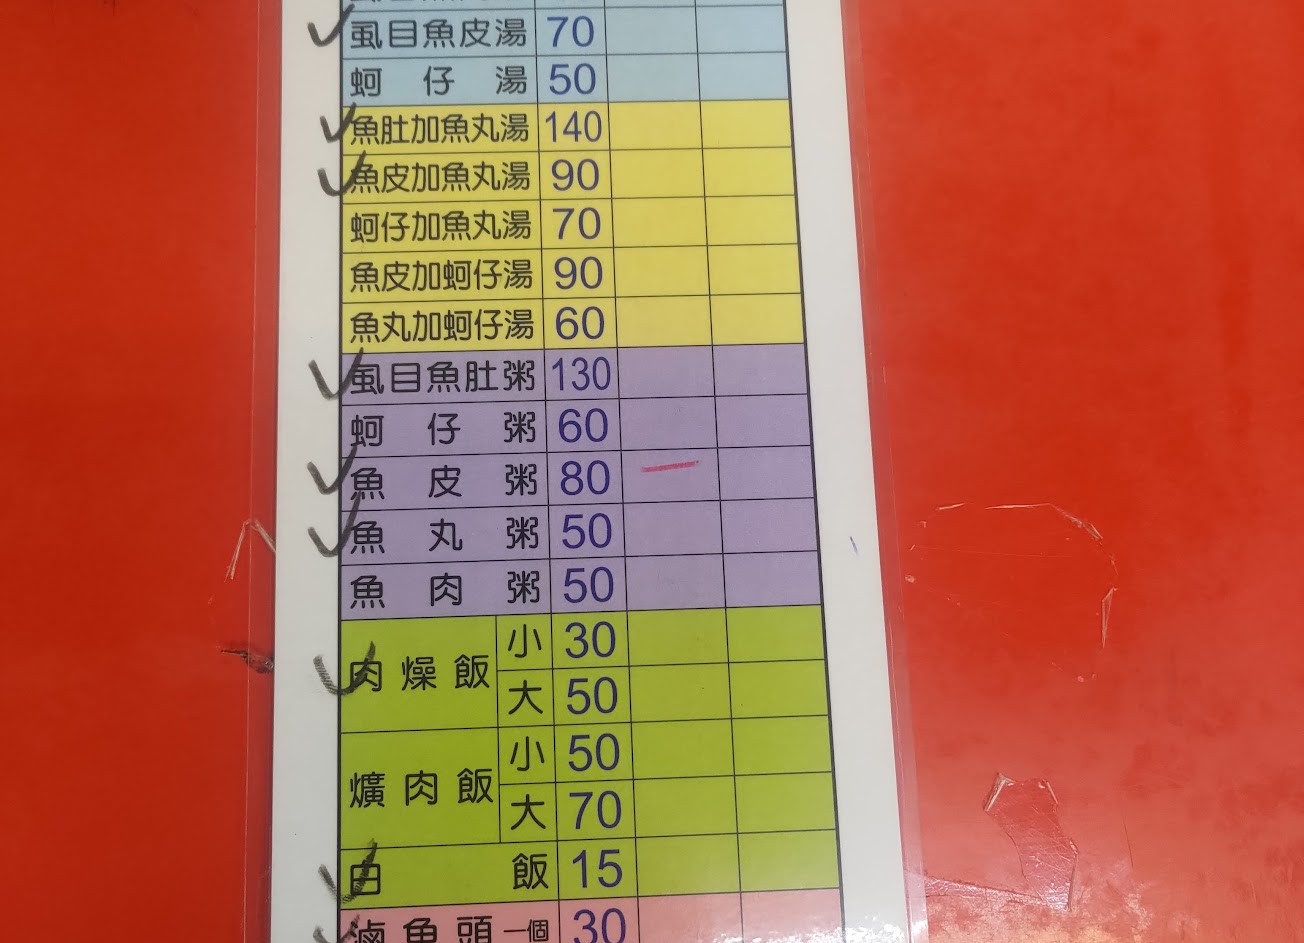 虱目魚皮湯 70
蚵仔湯 50
魚肚加魚丸湯 140
魚皮加魚丸湯 90
蚵仔加魚丸湯 70
魚皮加蚵仔湯 90
魚丸加蚵仔湯 60
虱目魚肚粥 130
蚵仔粥 60
魚皮粥 80
魚丸粥 50
魚肉粥 50
肉燥飯 小 30
大 50
爌肉飯 小 50
大 70
白飯 15
滷魚頭 一個 30